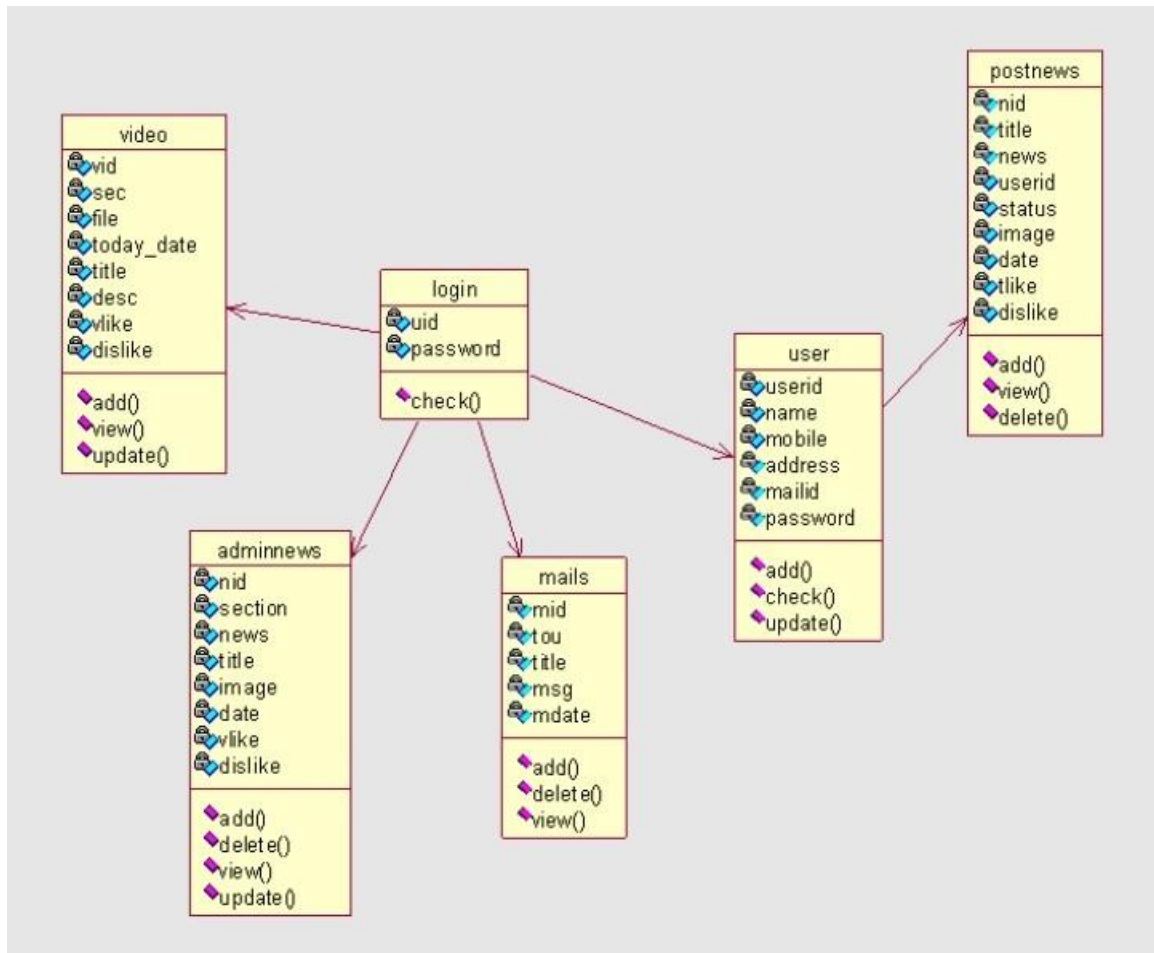 postnews
nid
title
news
userid
status
image
date
tlike
dislike
add()
view()
delete()
video
vid
sec
file
today_date
title
desc
vlike
dislike
add()
view()
update()
login
uid
password
check()
user
userid
name
mobile
address
mailid
password
add()
check()
update()
adminnews
nid
section
news
title
image
date
vlike
dislike
add()
delete()
view()
update()
mails
mid
tou
title
msg
mdate
add()
delete()
view()